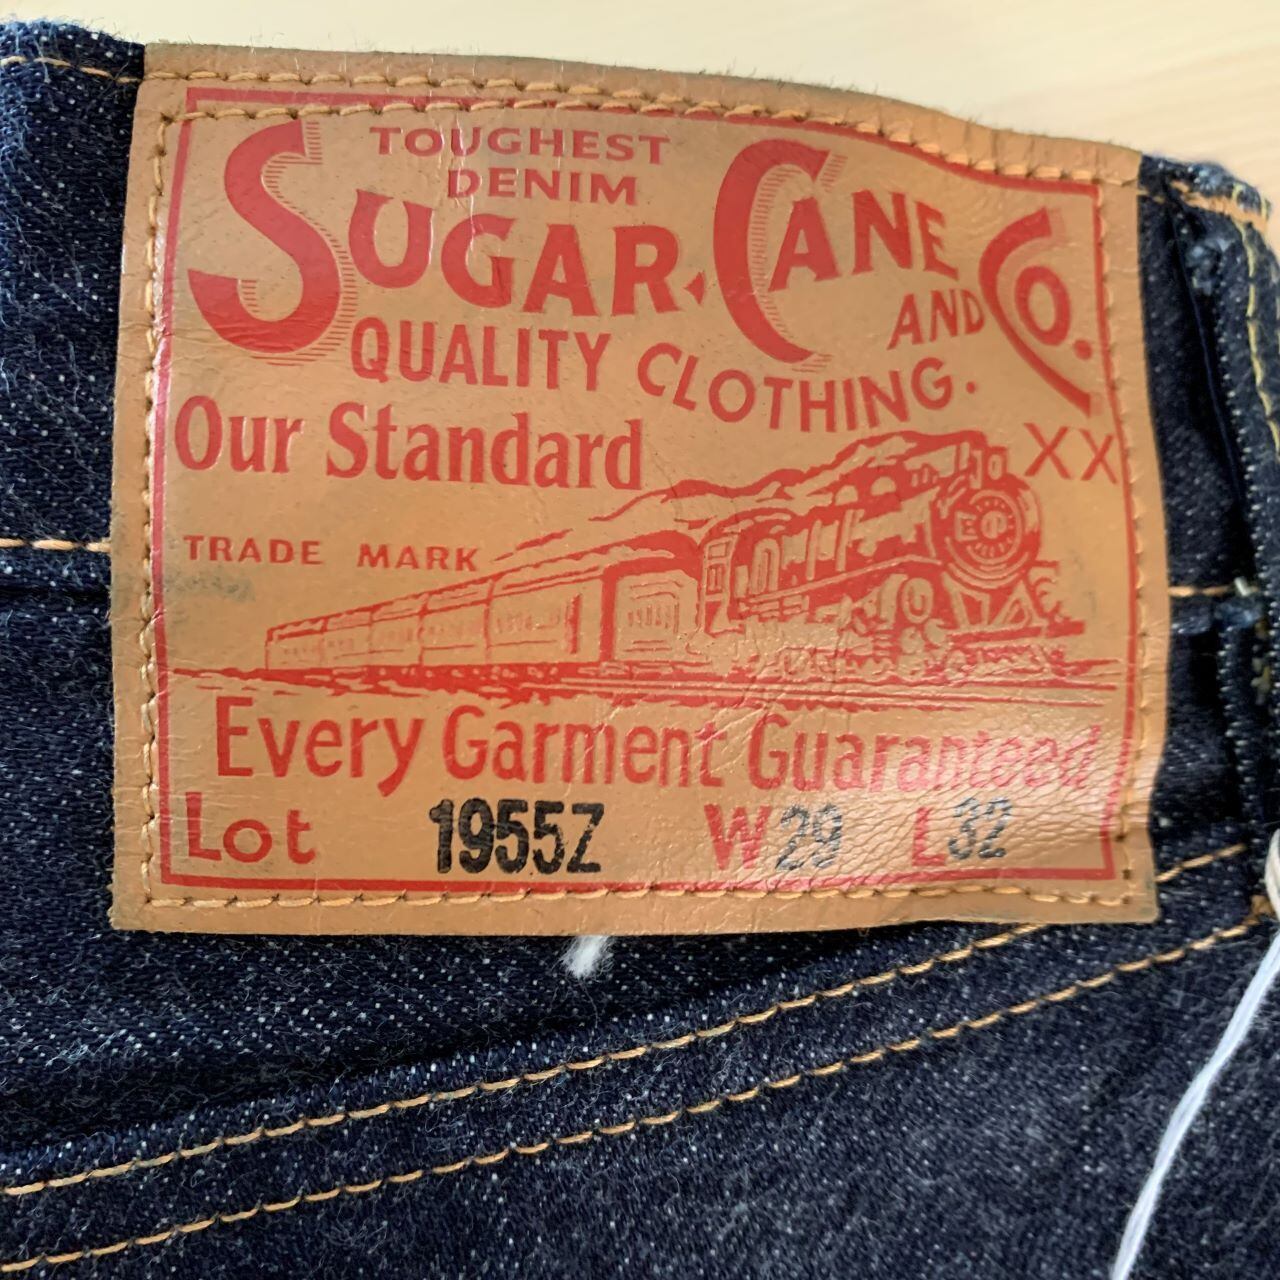 TOUGHEST
DENIM
SUGAR CANE AND CO.
QUALITY CLOTHING.
Our Standard XX
TRADE MARK
Every Garment Guaranteed
Lot 1955Z W29 L32